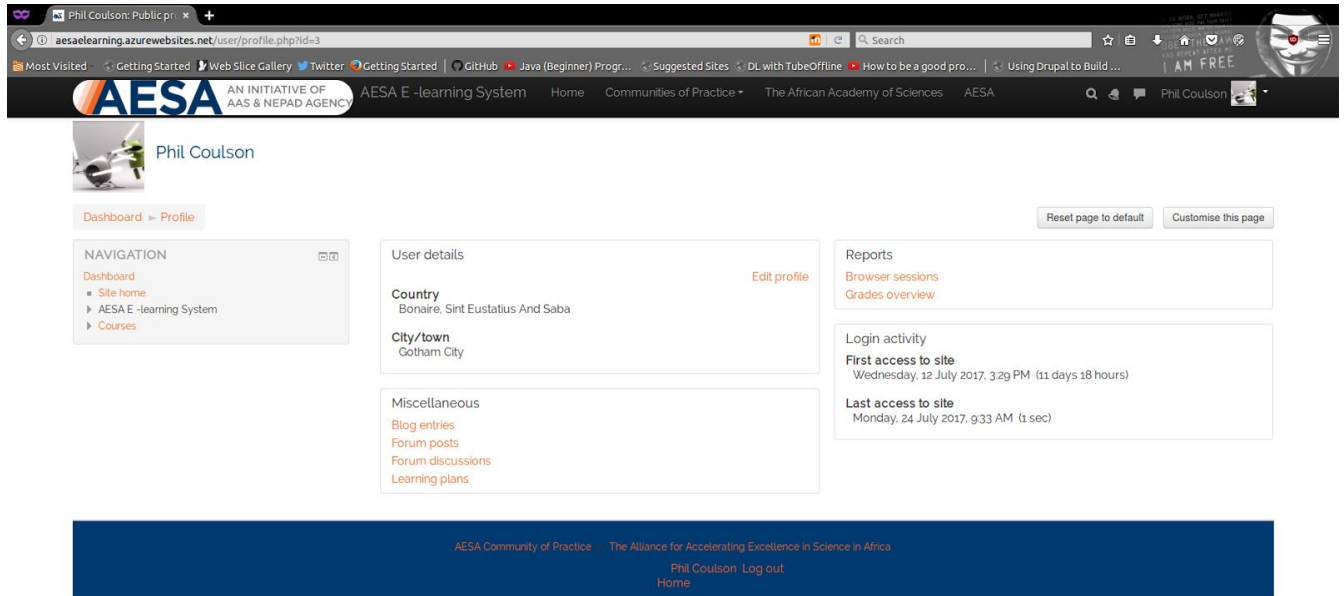 Phil Coulson: Public pro
aesaelearning.azurewebsites.net/user/profile.php?id=3
Search
Most Visited
Getting Started
Web Slice Gallery
Twitter
Getting Started
GitHub
Java (Beginner) Progr...
Suggested Sites
DL with TubeOffline
How to be a good pro...
Using Drupal to Build ...
I AM FREE
AESA
AN INITIATIVE OF
AAS & NEPAD AGENCY
AESA E -learning System
Home
Communities of Practice
The African Academy of Sciences
AESA
Phil Coulson
Phil Coulson
Dashboard ► Profile
Reset page to default
Customise this page
NAVIGATION
Dashboard
Site home
AESA E -learning System
Courses
User details
Edit profile
Country
Bonaire, Sint Eustatius And Saba
City/town
Gotham City
Miscellaneous
Blog entries
Forum posts
Forum discussions
Learning plans
Reports
Browser sessions
Grades overview
Login activity
First access to site
Wednesday, 12 July 2017, 3:29 PM (11 days 18 hours)
Last access to site
Monday, 24 July 2017, 9:33 AM (1 sec)
AESA Community of Practice
The Alliance for Accelerating Excellence in Science in Africa
Phil Coulson Log out
Home